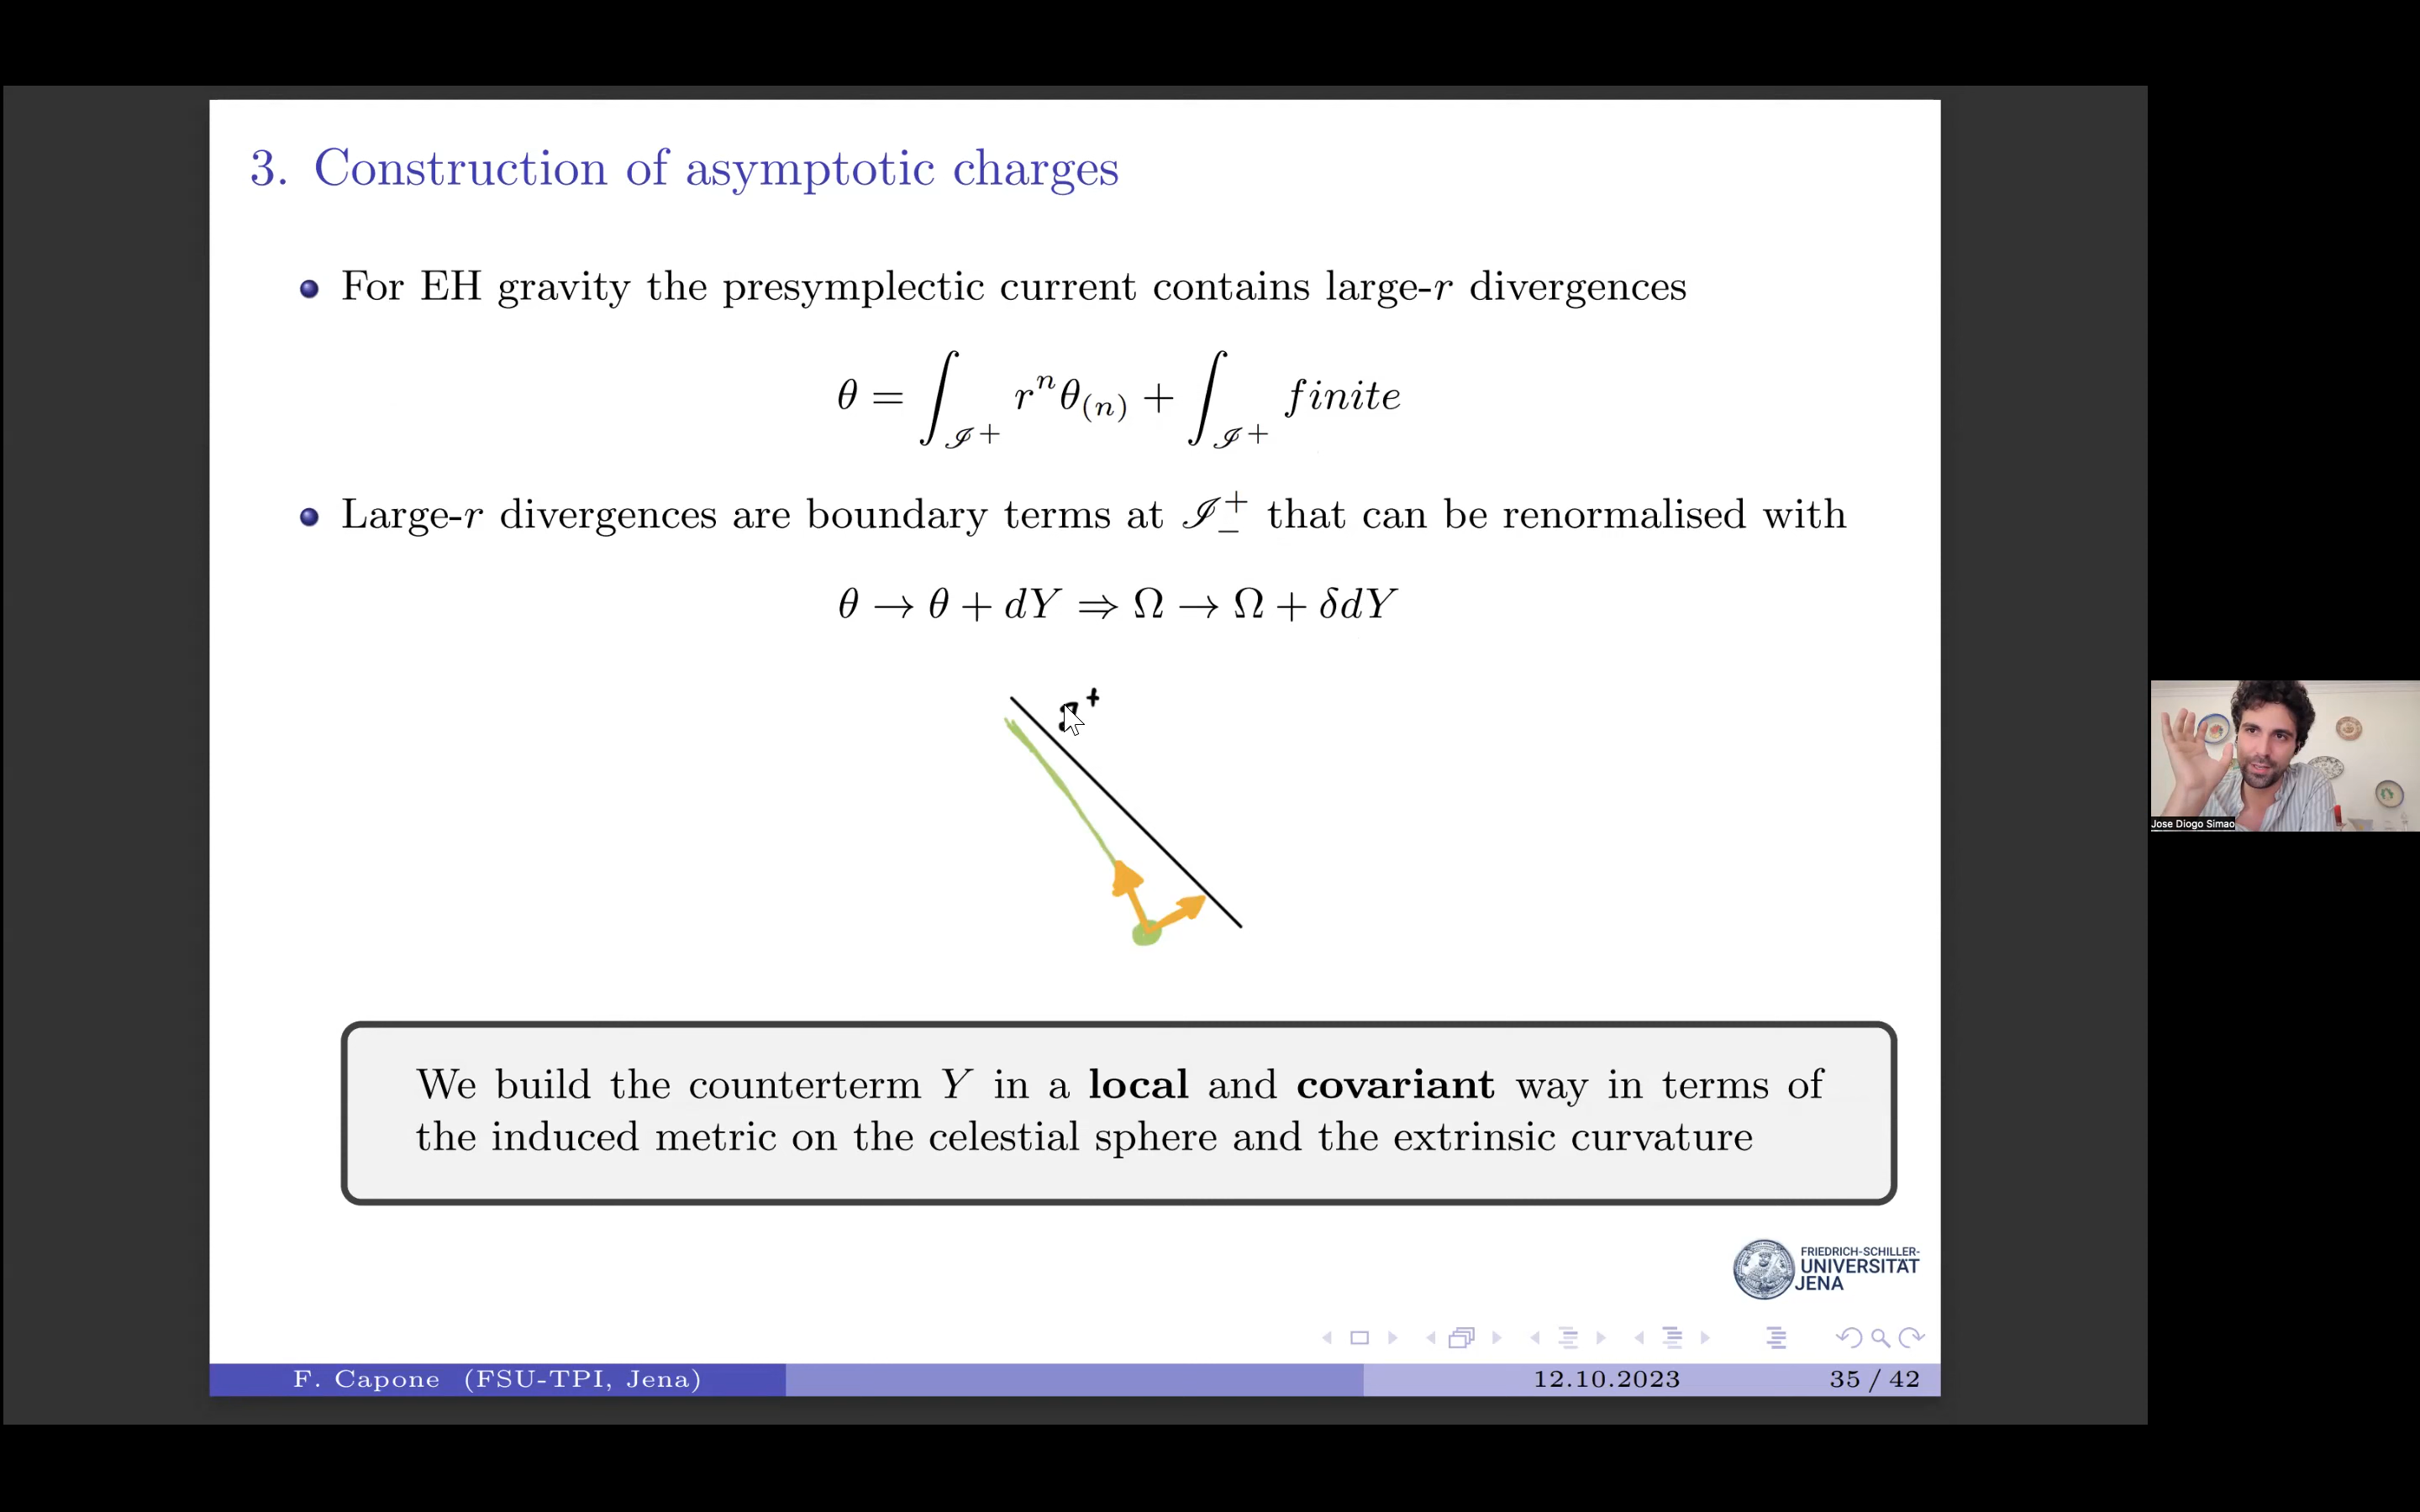 3. Construction of asymptotic charges
For EH gravity the presymplectic current contains large-r divergences
θ = ∫_{ℐ⁺} rⁿθ₍ₙ₎ + ∫_{ℐ⁺} finite
Large-r divergences are boundary terms at ℐ⁺₋ that can be renormalised with
θ → θ + dY ⇒ Ω → Ω + δdY
We build the counterterm Y in a local and covariant way in terms of
the induced metric on the celestial sphere and the extrinsic curvature
Jose Diogo Simao
FRIEDRICH-SCHILLER-
UNIVERSITÄT
JENA
F. Capone (FSU-TPI, Jena) 12.10.2023 35 / 42